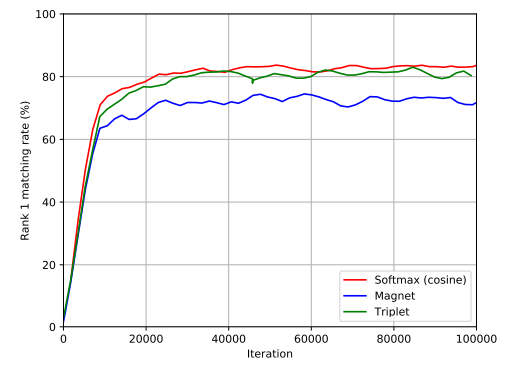 100
80
60
40
20
0
Rank 1 matching rate (%)
Softmax (cosine)
Magnet
Triplet
0 20000 40000 60000 80000 100000
Iteration